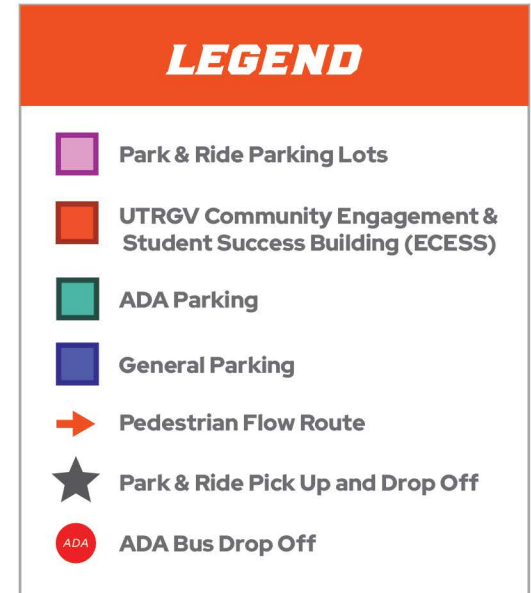 LEGEND
Park & Ride Parking Lots
UTRGV Community Engagement &
Student Success Building (ECESS)
ADA Parking
General Parking
Pedestrian Flow Route
Park & Ride Pick Up and Drop Off
ADA
ADA Bus Drop Off